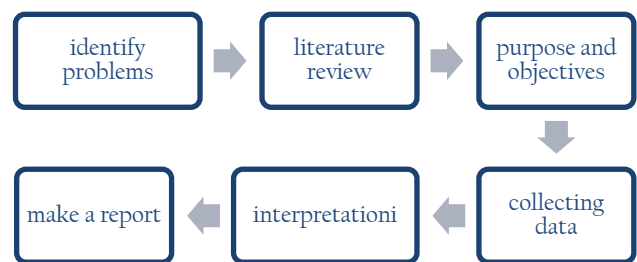 identify
problems
literature
review
purpose and
objectives
collecting
data
interpretationi
make a report